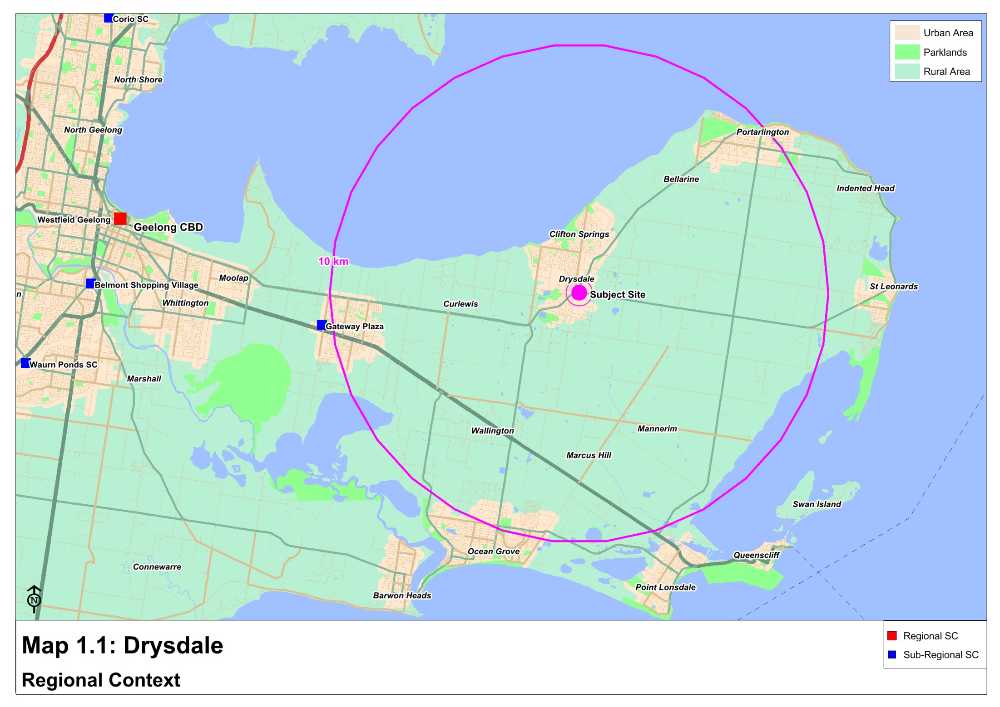 Corio SC
Urban Area
Parklands
Rural Area
North Shore
North Geelong
Portarlington
Bellarine
Indented Head
Westfield Geelong
Geelong CBD
Clifton Springs
10 km
Moolap
Drysdale
Belmont Shopping Village
St Leonards
en
Subject Site
Whittington
Curlewis
Gateway Plaza
Waurn Ponds SC
Marshall
Wallington
Mannerim
Marcus Hill
Swan Island
Ocean Grove
Queenscliff
Connewarre
Point Lonsdale
Barwon Heads
N
Map 1.1: Drysdale
Regional Context
Regional SC
Sub-Regional SC